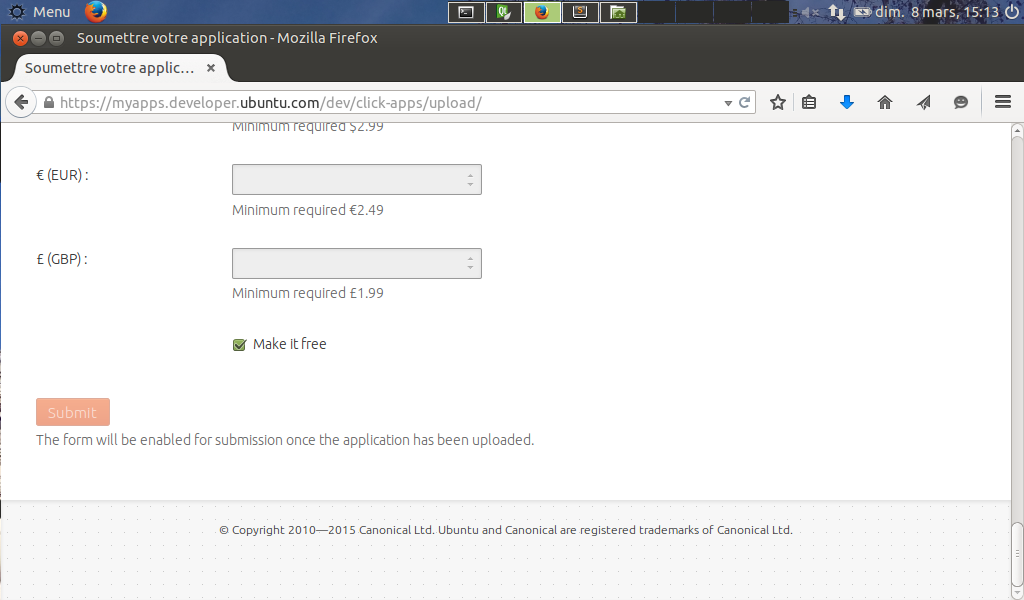 Menu
dim. 8 mars, 15:13
Soumettre votre application - Mozilla Firefox
Soumettre votre applic... ×
https://myapps.developer.ubuntu.com/dev/click-apps/upload/
Minimum required $2.99
€ (EUR) :
Minimum required €2.49
£ (GBP) :
Minimum required £1.99
Make it free
Submit
The form will be enabled for submission once the application has been uploaded.
© Copyright 2010—2015 Canonical Ltd. Ubuntu and Canonical are registered trademarks of Canonical Ltd.